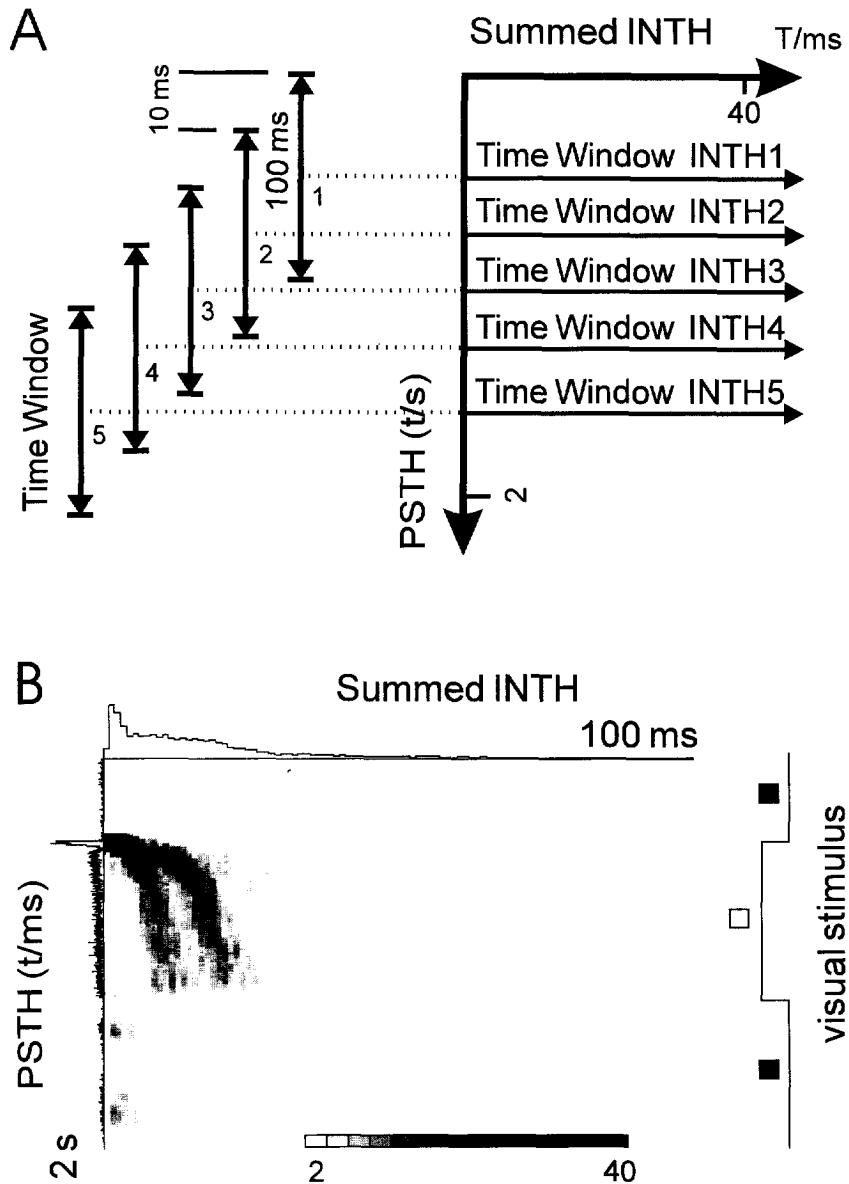 A
Summed INTH
T/ms
10 ms
100 ms
40
Time Window INTH1
1
Time Window INTH2
2
Time Window INTH3
3
Time Window INTH4
4
Time Window INTH5
5
Time Window
PSTH (t/s)
2
B
Summed INTH
100 ms
PSTH (t/ms)
visual stimulus
2 s
2
40